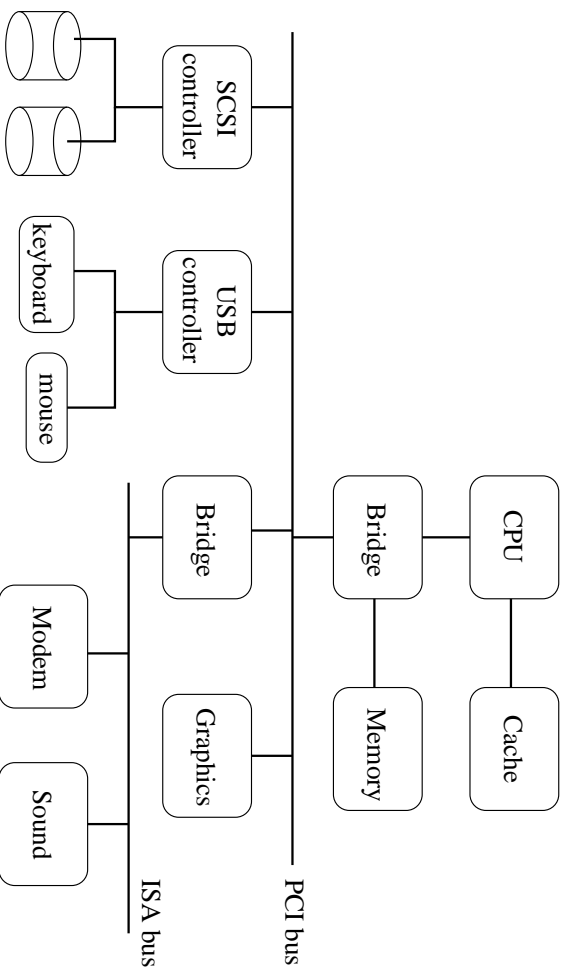 CPU
Cache
Bridge
Memory
PCI bus
SCSI
controller
USB
controller
Bridge
Graphics
ISA bus
keyboard
mouse
Modem
Sound